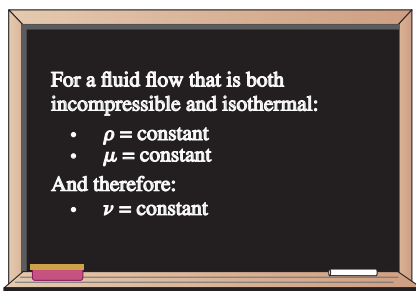 For a fluid flow that is both
incompressible and isothermal:
• ρ = constant
• μ = constant
And therefore:
• ν = constant